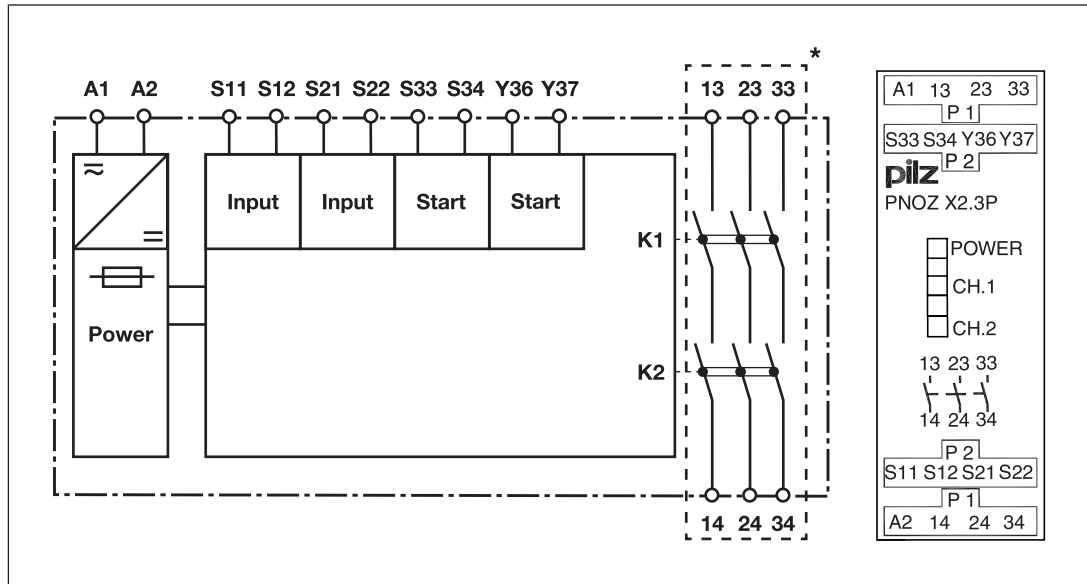 *
A1 A2 S11 S12 S21 S22 S33 S34 Y36 Y37 13 23 33
Input Input Start Start
K1
Power
K2
14 24 34
A1 13 23 33
P 1
S33 S34 Y36 Y37
P 2
pilz
PNOZ X2.3P
POWER
CH.1
CH.2
13 23 33
14 24 34
P 2
S11 S12 S21 S22
P 1
A2 14 24 34